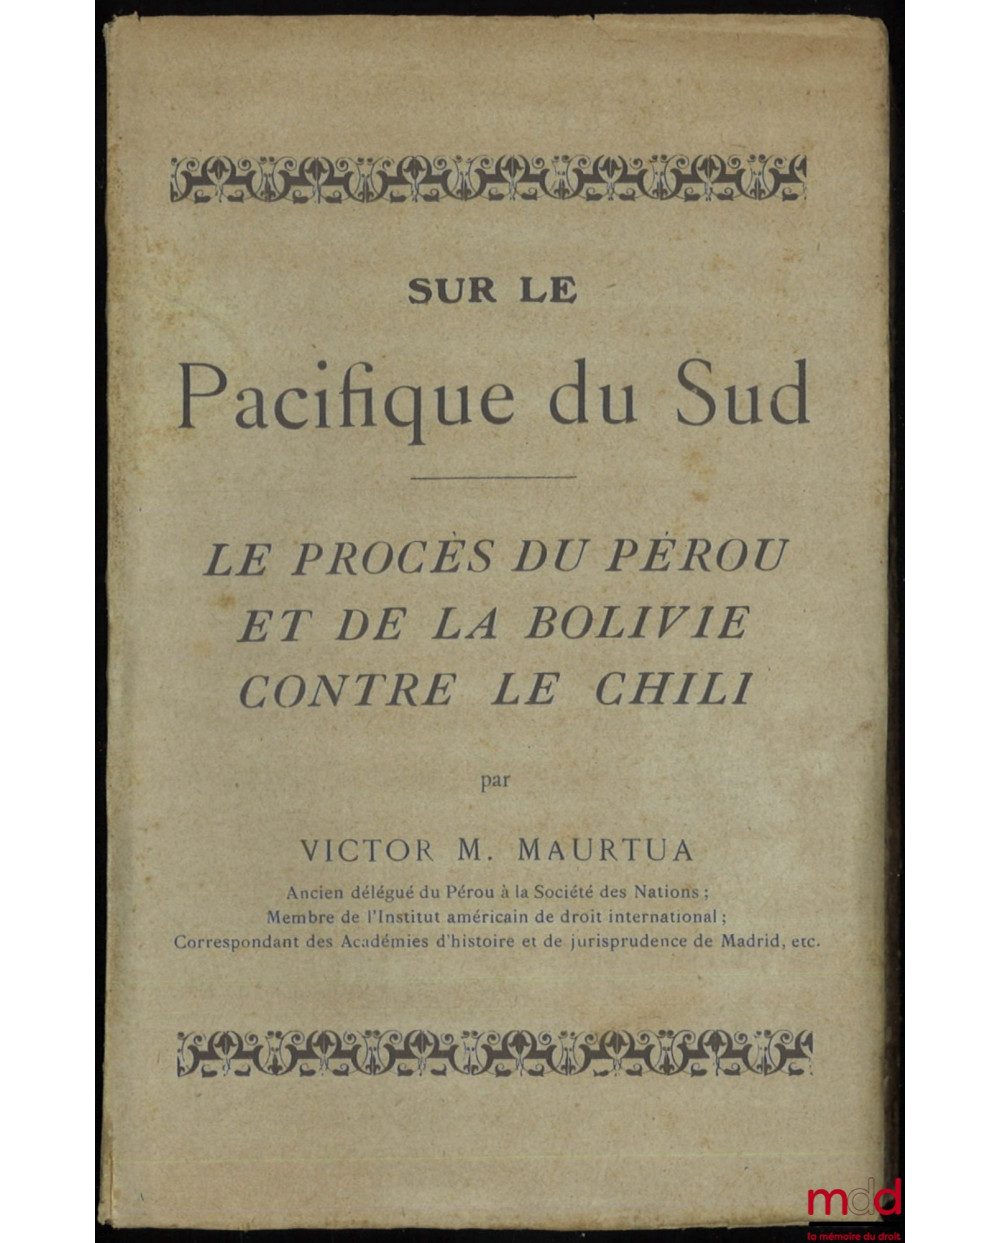 SUR LE
Pacifique du Sud
LE PROCÈS DU PÉROU
ET DE LA BOLIVIE
CONTRE LE CHILI
par
VICTOR M. MAURTUA
Ancien délégué du Pérou à la Société des Nations ;
Membre de l'Institut américain de droit international ;
Correspondant des Académies d'histoire et de jurisprudence de Madrid, etc.
mdd
la mémoire du droit.